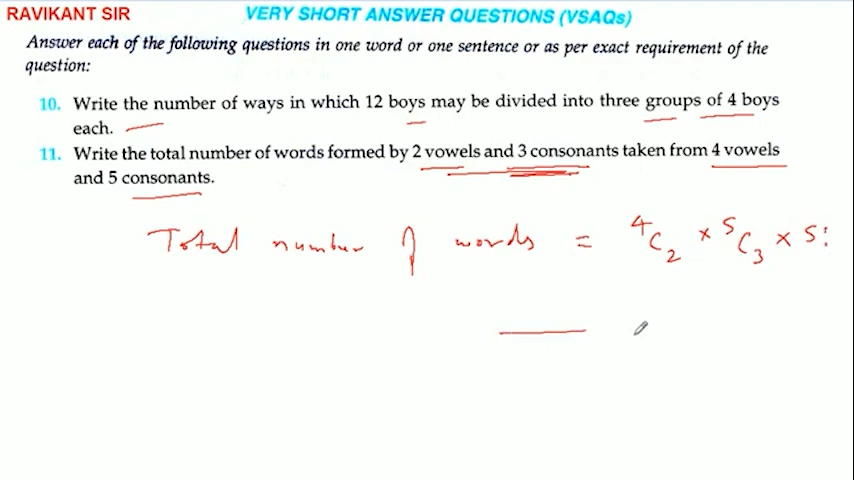 RAVIKANT SIR
VERY SHORT ANSWER QUESTIONS (VSAQs)
Answer each of the following questions in one word or one sentence or as per exact requirement of the
question:
10. Write the number of ways in which 12 boys may be divided into three groups of 4 boys
each.
11. Write the total number of words formed by 2 vowels and 3 consonants taken from 4 vowels
and 5 consonants.
Total number of words = ⁴C₂ × ⁵C₃ × 5!